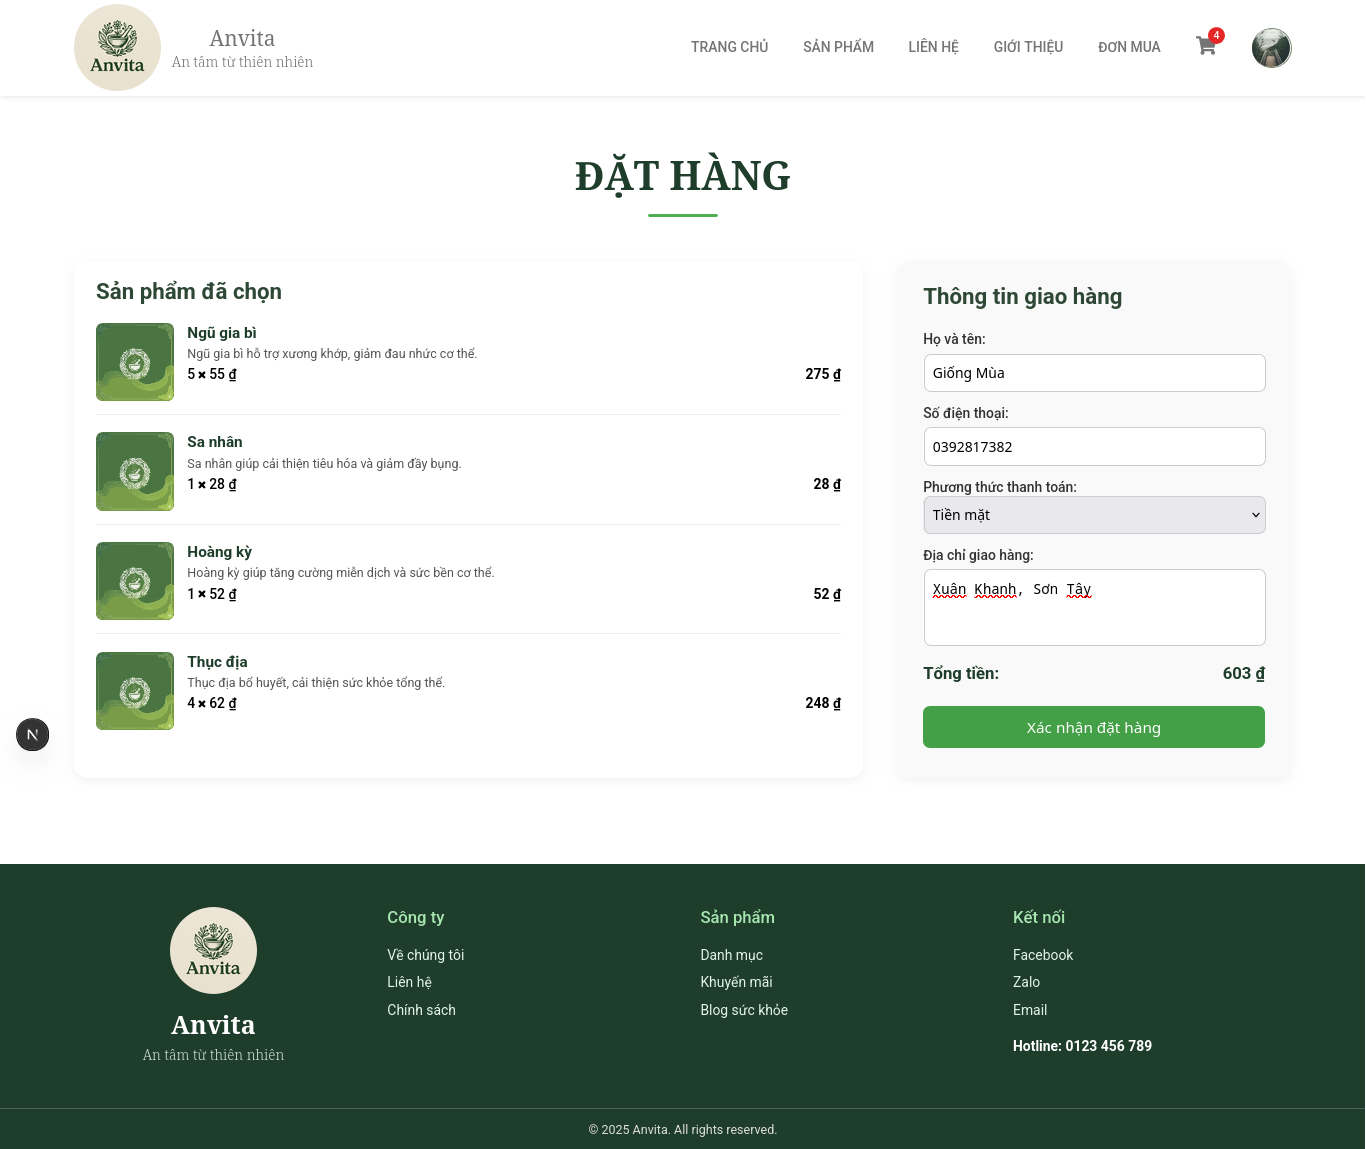 Anvita
Anvita
An tâm từ thiên nhiên
TRANG CHỦ
SẢN PHẨM
LIÊN HỆ
GIỚI THIỆU
ĐƠN MUA
4
ĐẶT HÀNG
Sản phẩm đã chọn
Ngũ gia bì
Ngũ gia bì hỗ trợ xương khớp, giảm đau nhức cơ thể.
5 × 55 ₫
275 ₫
Sa nhân
Sa nhân giúp cải thiện tiêu hóa và giảm đầy bụng.
1 × 28 ₫
28 ₫
Hoàng kỳ
Hoàng kỳ giúp tăng cường miễn dịch và sức bền cơ thể.
1 × 52 ₫
52 ₫
Thục địa
Thục địa bổ huyết, cải thiện sức khỏe tổng thể.
4 × 62 ₫
248 ₫
Thông tin giao hàng
Họ và tên:
Giống Mùa
Số điện thoại:
0392817382
Phương thức thanh toán:
Tiền mặt
Địa chỉ giao hàng:
Xuân Khanh, Sơn Tây
Tổng tiền:
603 ₫
Xác nhận đặt hàng
N
Anvita
Anvita
An tâm từ thiên nhiên
Công ty
Về chúng tôi
Liên hệ
Chính sách
Sản phẩm
Danh mục
Khuyến mãi
Blog sức khỏe
Kết nối
Facebook
Zalo
Email
Hotline: 0123 456 789
© 2025 Anvita. All rights reserved.